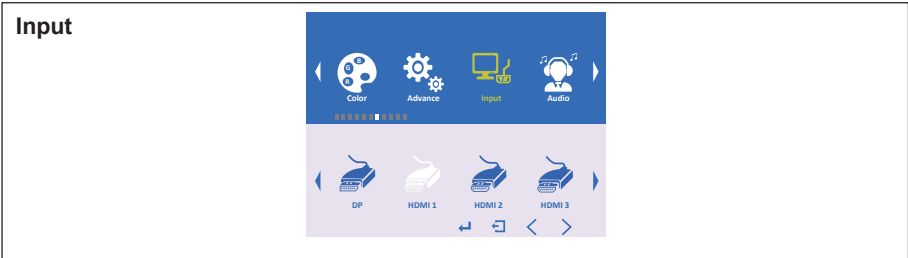 Input
B
G
R
Color Advance Input Audio
DP HDMI 1 HDMI 2 HDMI 3